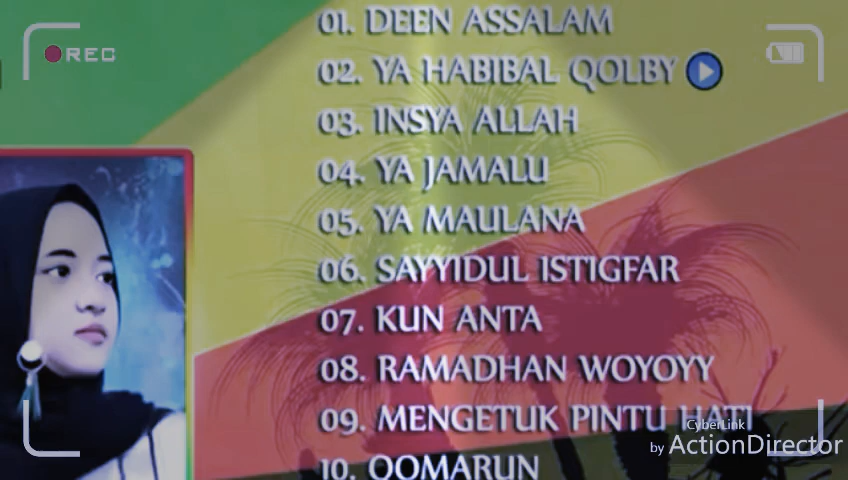 REC
01. DEEN ASSALAM
02. YA HABIBAL QOLBY
03. INSYA ALLAH
04. YA JAMALU
05. YA MAULANA
06. SAYYIDUL ISTIGFAR
07. KUN ANTA
08. RAMADHAN WOYOYY
09. MENGETUK PINTU HATI
10. QOMARUN
CyberLink
by ActionDirector